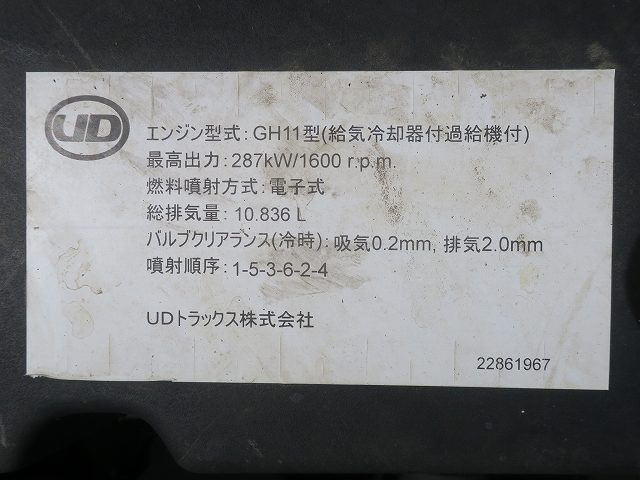 UD
エンジン型式：GH11型(給気冷却器付過給機付)
最高出力：287kW/1600 r.p.m.
燃料噴射方式：電子式
総排気量：10.836 L
バルブクリアランス(冷時)：吸気0.2mm, 排気2.0mm
噴射順序：1-5-3-6-2-4
UDトラックス株式会社
22861967